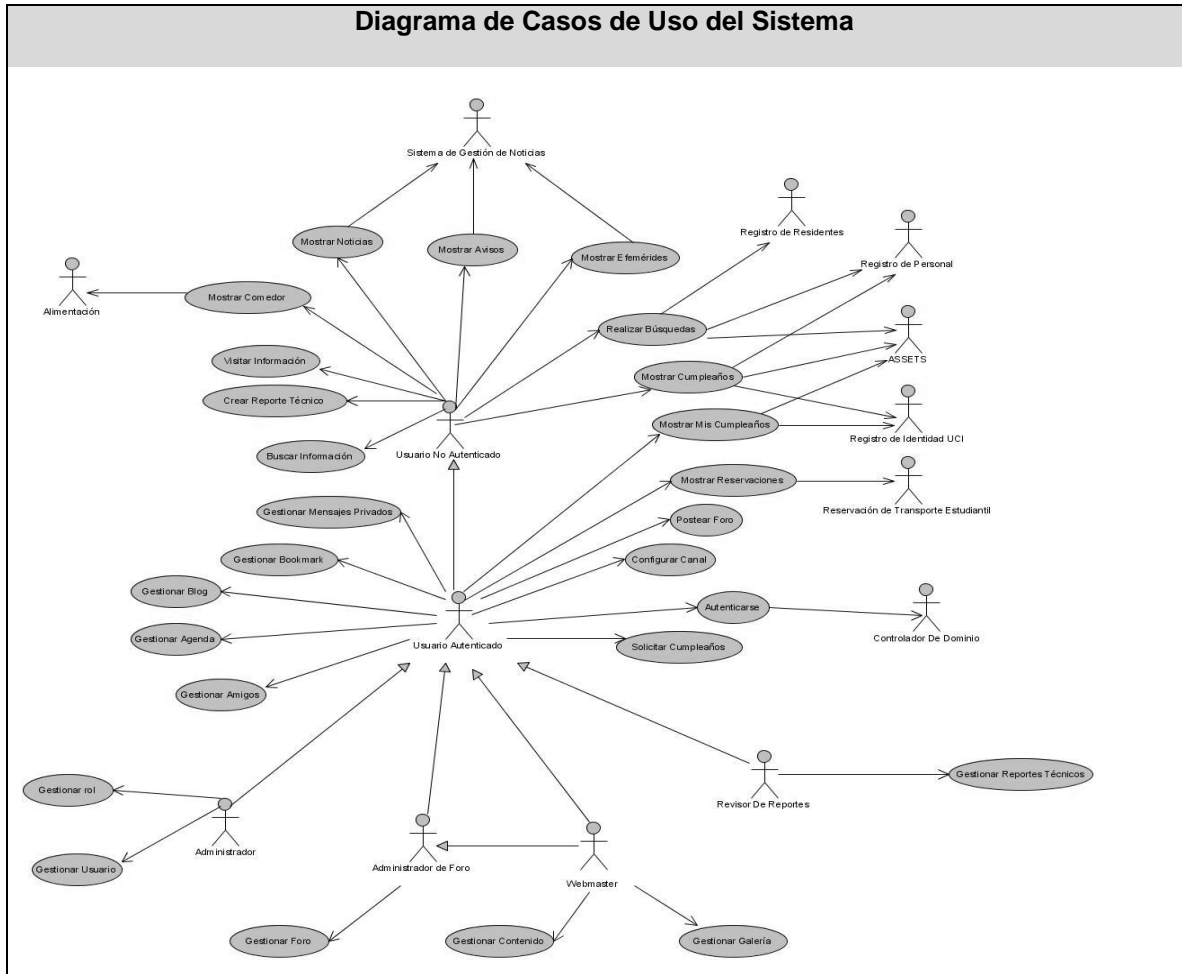 Diagrama de Casos de Uso del Sistema
Sistema de Gestión de Noticias
Mostrar Noticias
Mostrar Avisos
Mostrar Efemérides
Registro de Residentes
Registro de Personal
Alimentación
Mostrar Comedor
Realizar Búsquedas
ASSETS
Visitar Información
Mostrar Cumpleaños
Crear Reporte Técnico
Mostrar Mis Cumpleaños
Registro de Identidad UCI
Buscar Información
Usuario No Autenticado
Mostrar Reservaciones
Reservación de Transporte Estudiantil
Gestionar Mensajes Privados
Postear Foro
Gestionar Bookmark
Configurar Canal
Gestionar Blog
Autenticarse
Controlador De Dominio
Gestionar Agenda
Usuario Autenticado
Solicitar Cumpleaños
Gestionar Amigos
Gestionar rol
Revisor De Reportes
Gestionar Reportes Técnicos
Administrador
Gestionar Usuario
Administrador de Foro
Webmaster
Gestionar Foro
Gestionar Contenido
Gestionar Galería